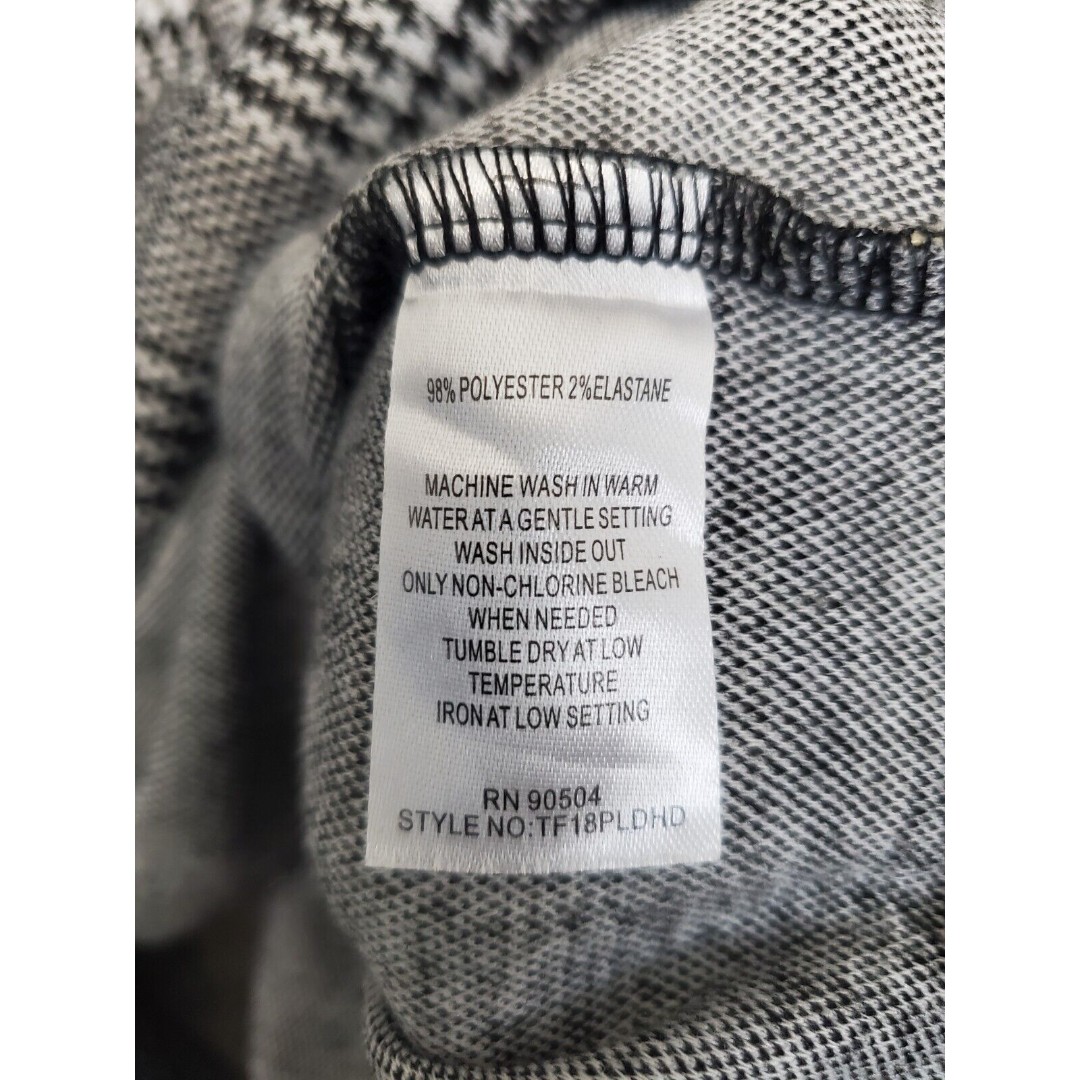 98% POLYESTER 2%ELASTANE
MACHINE WASH IN WARM
WATER AT A GENTLE SETTING
WASH INSIDE OUT
ONLY NON-CHLORINE BLEACH
WHEN NEEDED
TUMBLE DRY AT LOW
TEMPERATURE
IRON AT LOW SETTING
RN 90504
STYLE NO:TF18PLDHD